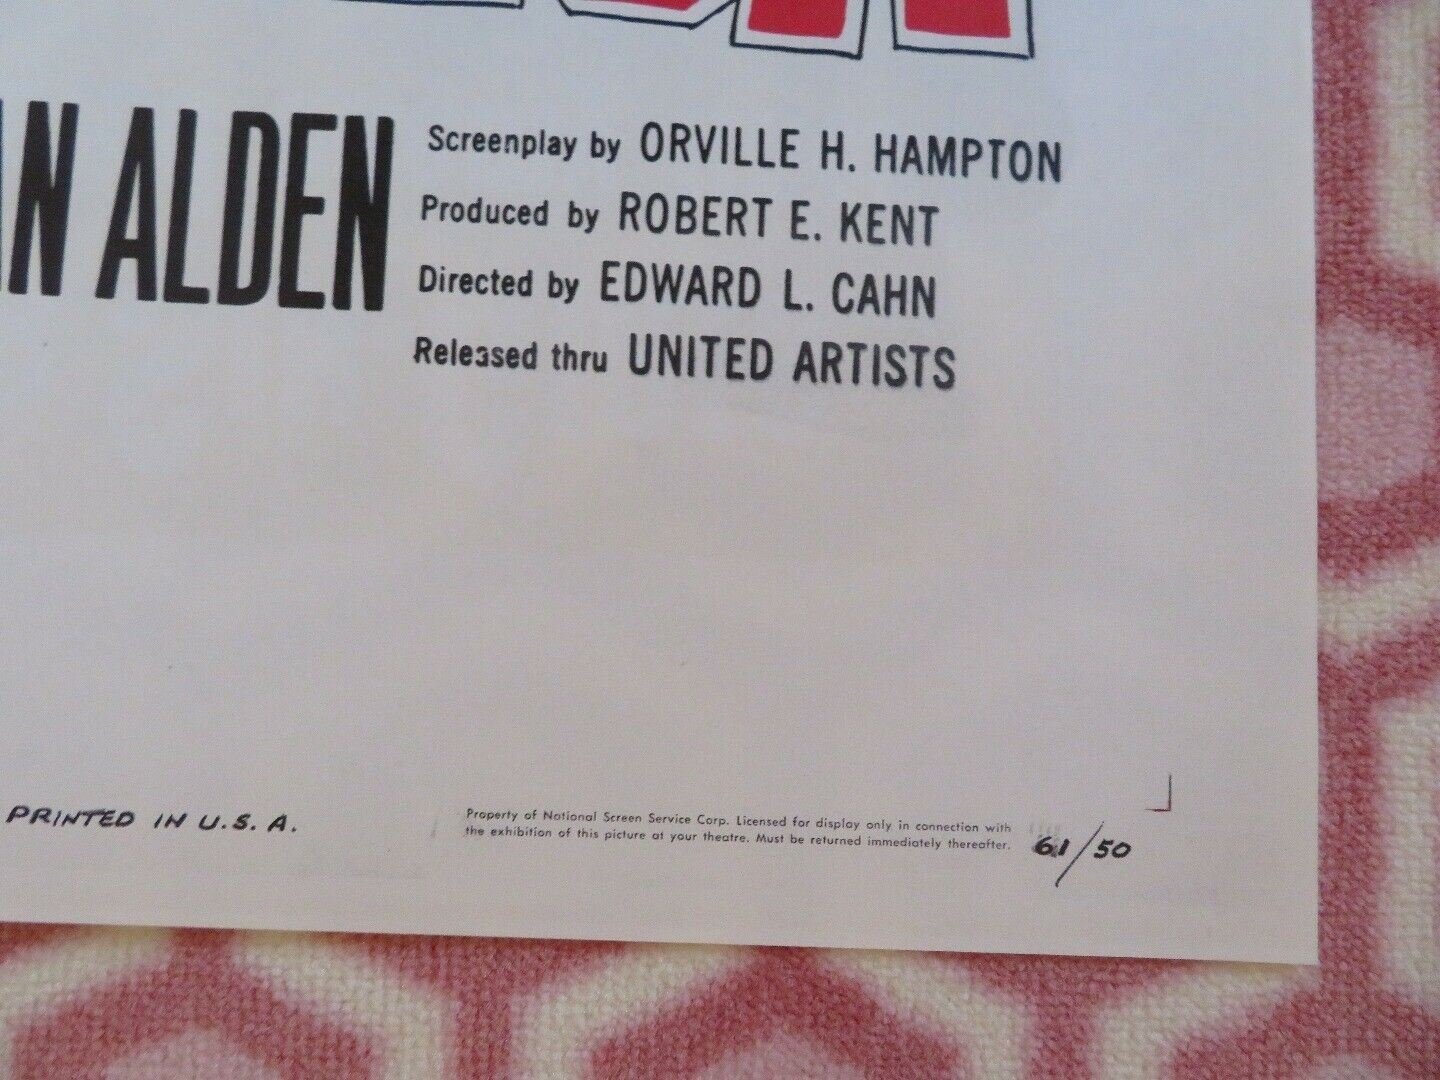 ALDEN
Screenplay by ORVILLE H. HAMPTON
Produced by ROBERT E. KENT
Directed by EDWARD L. CAHN
Released thru UNITED ARTISTS
PRINTED IN U.S.A.
Property of National Screen Service Corp. Licensed for display only in connection with
the exhibition of this picture at your theatre. Must be returned immediately thereafter.
61/50